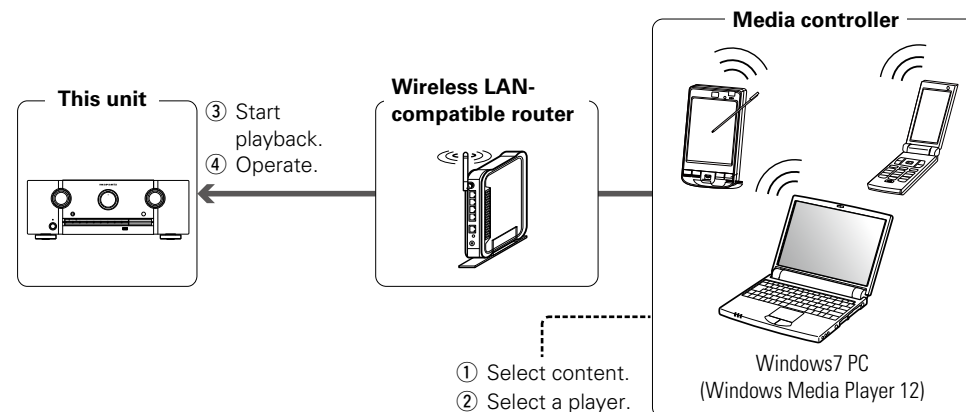 Media controller
This unit
③ Start
playback.
④ Operate.
Wireless LAN-
compatible router
① Select content.
② Select a player.
Windows7 PC
(Windows Media Player 12)